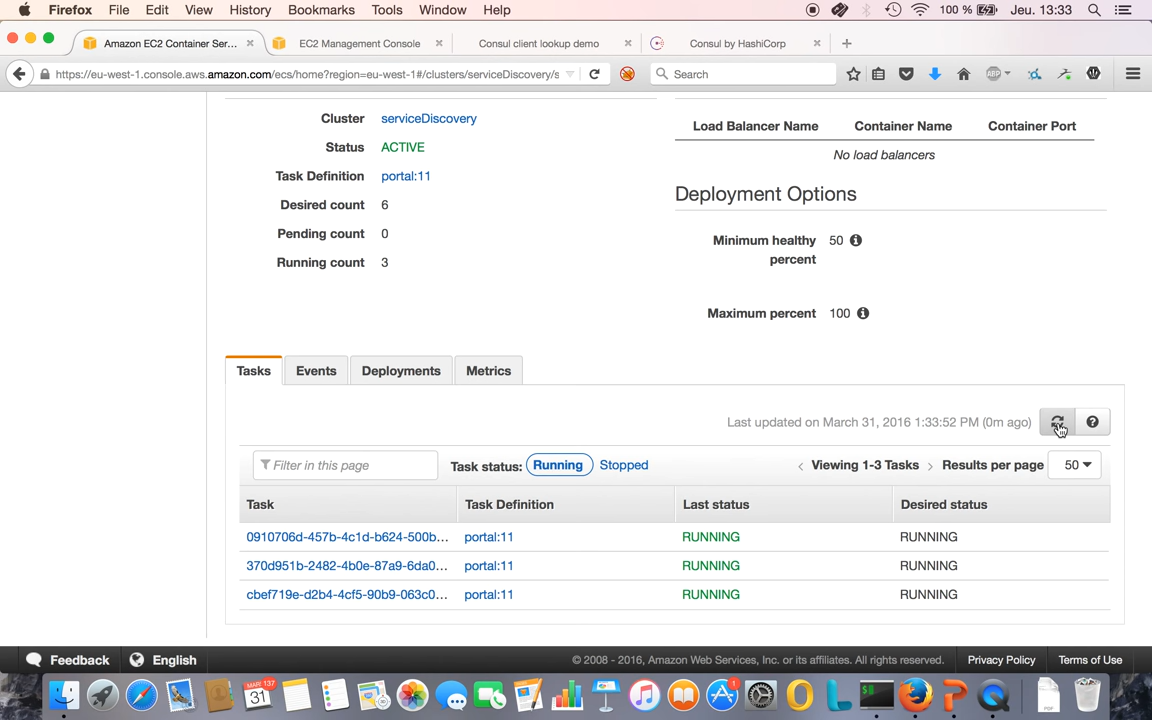 Firefox File Edit View History Bookmarks Tools Window Help 100 % Jeu. 13:33
Amazon EC2 Container Ser... × EC2 Management Console × Consul client lookup demo × Consul by HashiCorp × +
https://eu-west-1.console.aws.amazon.com/ecs/home?region=eu-west-1#/clusters/serviceDiscovery/s Search ABP
Cluster serviceDiscovery
Status ACTIVE
Task Definition portal:11
Desired count 6
Pending count 0
Running count 3
Load Balancer Name Container Name Container Port
No load balancers
Deployment Options
Minimum healthy percent 50
Maximum percent 100
Tasks Events Deployments Metrics
Last updated on March 31, 2016 1:33:52 PM (0m ago)
Filter in this page Task status: Running Stopped < Viewing 1-3 Tasks > Results per page 50
Task Task Definition Last status Desired status
0910706d-457b-4c1d-b624-500b... portal:11 RUNNING RUNNING
370d951b-2482-4b0e-87a9-6da0... portal:11 RUNNING RUNNING
cbef719e-d2b4-4cf5-90b9-063c0... portal:11 RUNNING RUNNING
Feedback English © 2008 - 2016, Amazon Web Services, Inc. or its affiliates. All rights reserved. Privacy Policy Terms of Use
MAR 137
31
1